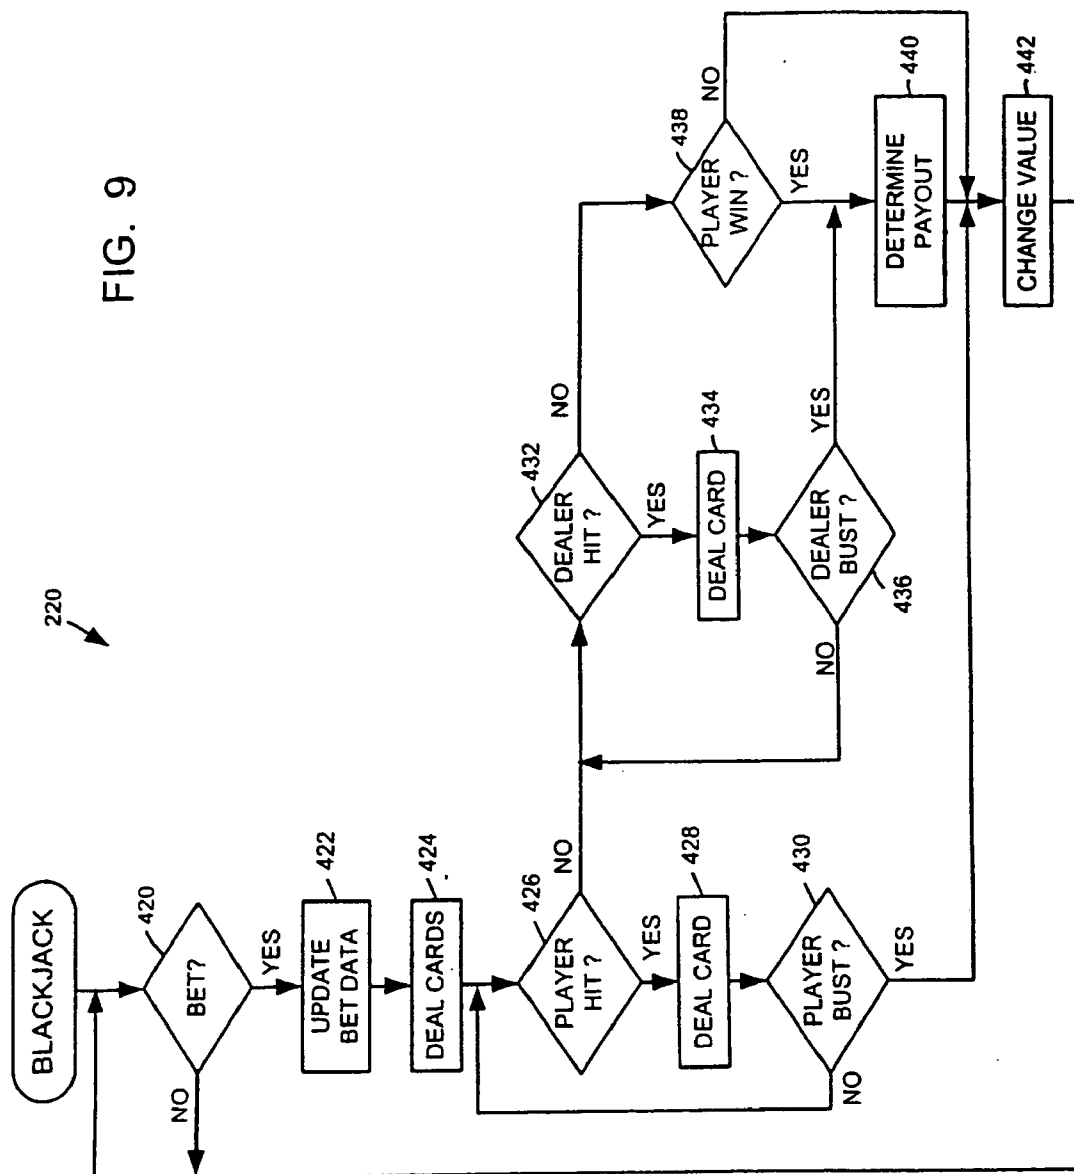 FIG. 9
220
BLACKJACK
420
BET?
NO
YES
422
UPDATE
BET DATA
424
DEAL CARDS
426
PLAYER
HIT ?
NO
YES
428
DEAL CARD
430
PLAYER
BUST ?
NO
YES
432
DEALER
HIT ?
NO
YES
434
DEAL CARD
DEALER
BUST ?
436
NO
YES
438
PLAYER
WIN ?
NO
YES
440
DETERMINE
PAYOUT
442
CHANGE VALUE